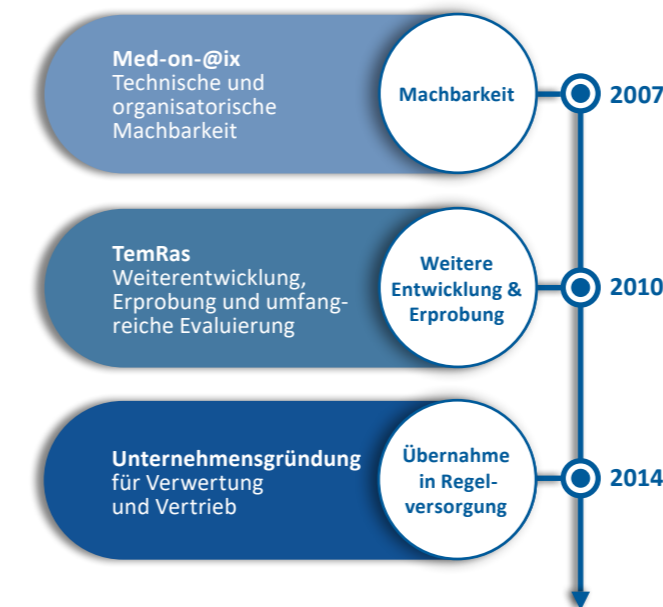 Med-on-@ix
Technische und
organisatorische
Machbarkeit
Machbarkeit
2007
TemRas
Weiterentwicklung,
Erprobung und umfang-
reiche Evaluierung
Weitere
Entwicklung &
Erprobung
2010
Unternehmensgründung
für Verwertung
und Vertrieb
Übernahme
in Regel-
versorgung
2014